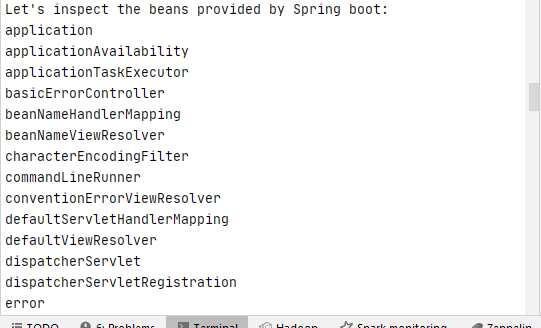 Let's inspect the beans provided by Spring boot:
application
applicationAvailability
applicationTaskExecutor
basicErrorController
beanNameHandlerMapping
beanNameViewResolver
characterEncodingFilter
commandLineRunner
conventionErrorViewResolver
defaultServletHandlerMapping
defaultViewResolver
dispatcherServlet
dispatcherServletRegistration
error
TODO 6: Problems Terminal Hadoop Spark monitoring Zeppelin